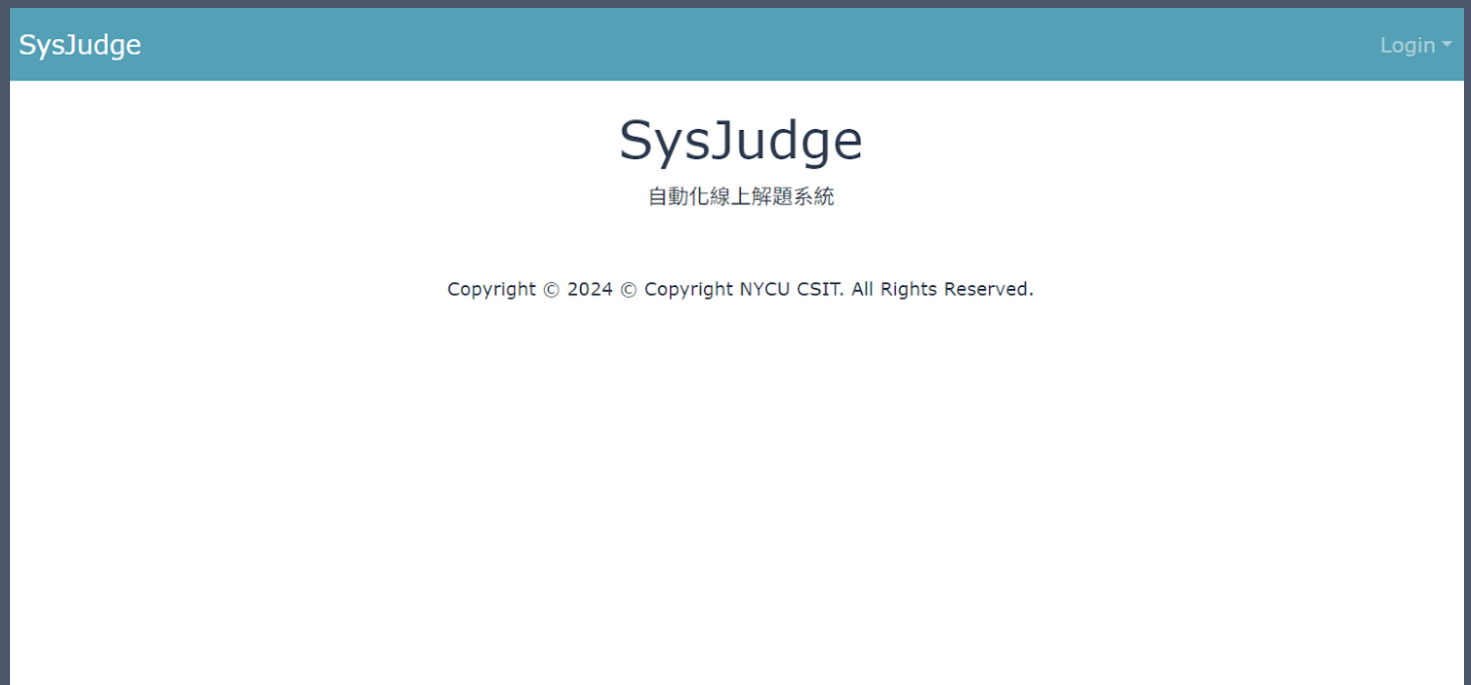 SysJudge
Login
SysJudge
自動化線上解題系統
Copyright © 2024 © Copyright NYCU CSIT. All Rights Reserved.